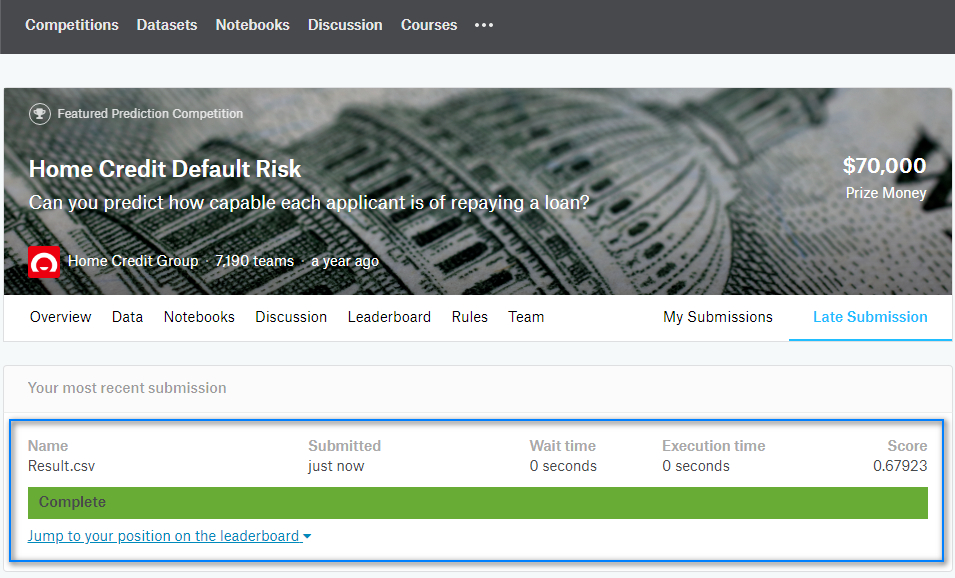 Competitions Datasets Notebooks Discussion Courses •••
Featured Prediction Competition
Home Credit Default Risk
Can you predict how capable each applicant is of repaying a loan?
$70,000
Prize Money
Home Credit Group · 7,190 teams · a year ago
Overview Data Notebooks Discussion Leaderboard Rules Team My Submissions Late Submission
Your most recent submission
Name Submitted Wait time Execution time Score
Result.csv just now 0 seconds 0 seconds 0.67923
Complete
Jump to your position on the leaderboard